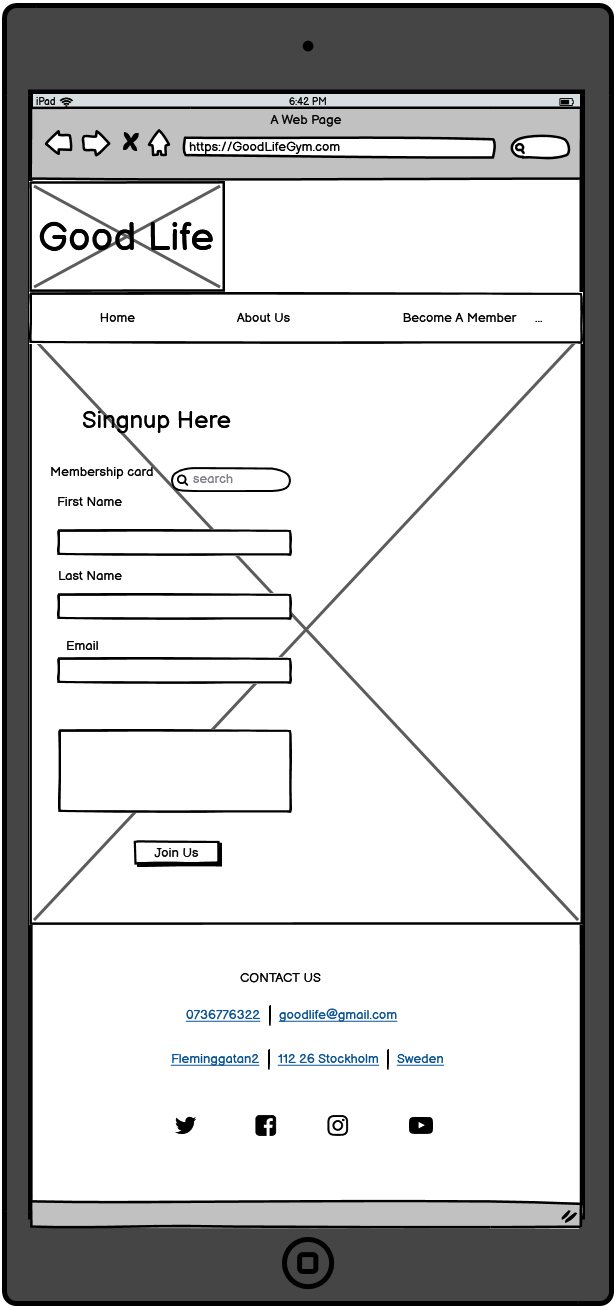 iPad 6:42 PM
A Web Page
https://GoodLifeGym.com
Good Life
Home About Us Become A Member ...
Singnup Here
Membership card search
First Name
Last Name
Email
Join Us
CONTACT US
0736776322 | goodlife@gmail.com
Fleminggatan2 | 112 26 Stockholm | Sweden